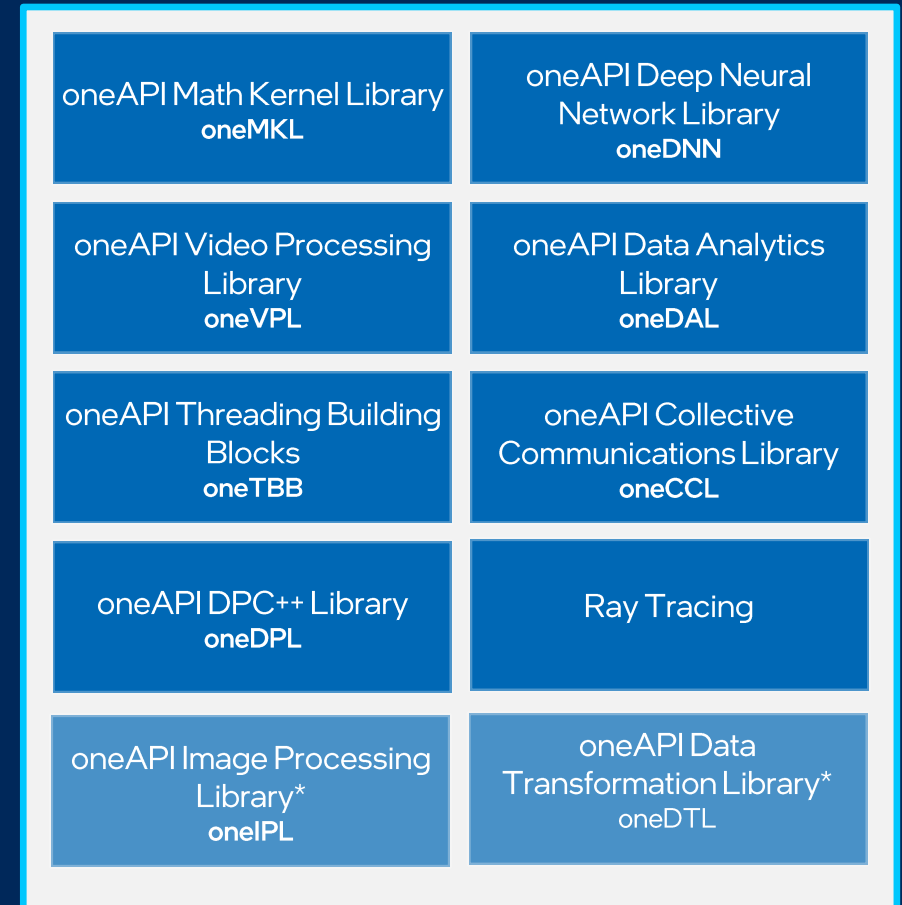 oneAPI Math Kernel Library
oneMKL
oneAPI Deep Neural
Network Library
oneDNN
oneAPI Video Processing
Library
oneVPL
oneAPI Data Analytics
Library
oneDAL
oneAPI Threading Building
Blocks
oneTBB
oneAPI Collective
Communications Library
oneCCL
oneAPI DPC++ Library
oneDPL
Ray Tracing
oneAPI Image Processing
Library*
oneIPL
oneAPI Data
Transformation Library*
oneDTL